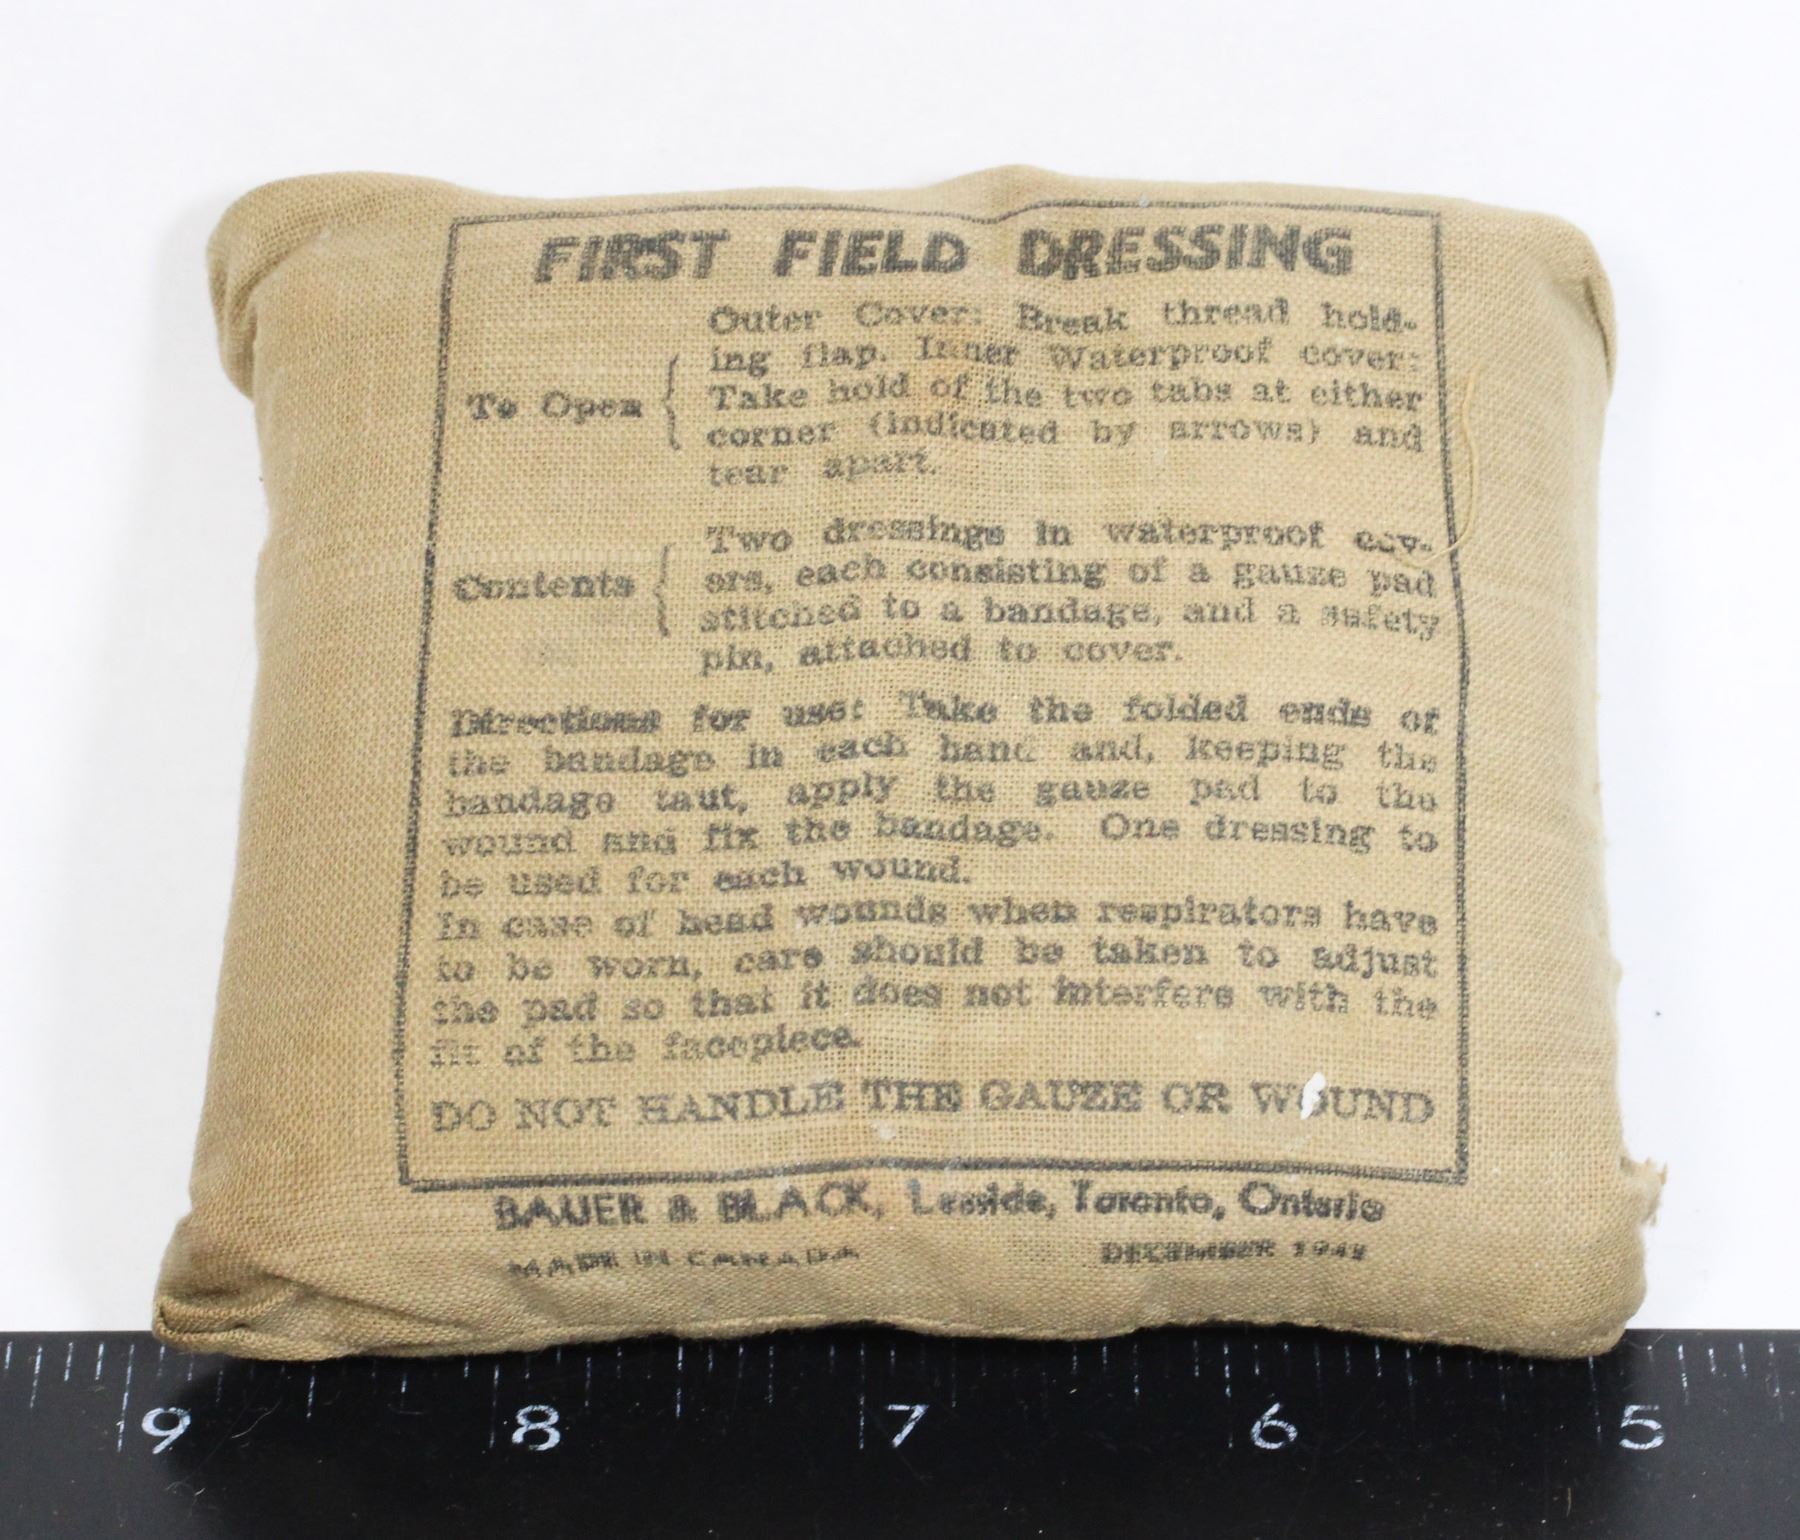 FIRST FIELD DRESSING
Outer Cover: Break thread hold-
ing flap. Inner Waterproof cover:
To Open { Take hold of the two tabs at either
corner (indicated by arrows) and
tear apart.
Two dressings in waterproof cov-
Contents { ers, each consisting of a gauze pad
stitched to a bandage, and a safety
pin, attached to cover.
Directions for use: Take the folded ends of
the bandage in each hand and, keeping the
bandage taut, apply the gauze pad to the
wound and fix the bandage. One dressing to
be used for each wound.
In case of head wounds when respirators have
to be worn, care should be taken to adjust
the pad so that it does not interfere with the
fit of the facepiece.
DO NOT HANDLE THE GAUZE OR WOUND
BAUER & BLACK, Leaside, Toronto, Ontario
MADE IN CANADA DECEMBER
9 8 7 6 5